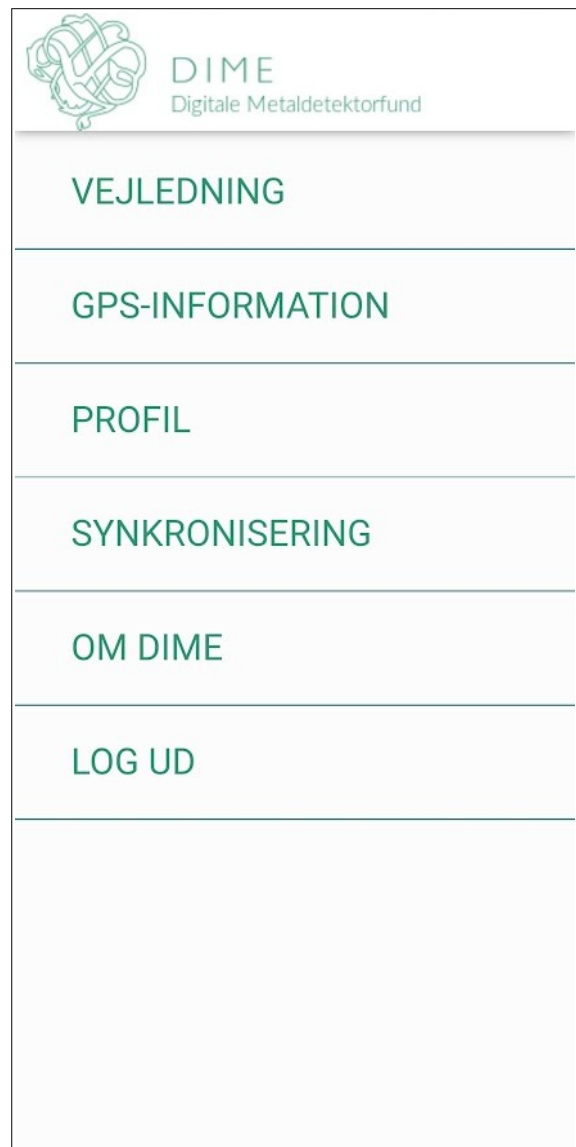 DIME
Digitale Metaldetektorfund
VEJLEDNING
GPS-INFORMATION
PROFIL
SYNKRONISERING
OM DIME
LOG UD